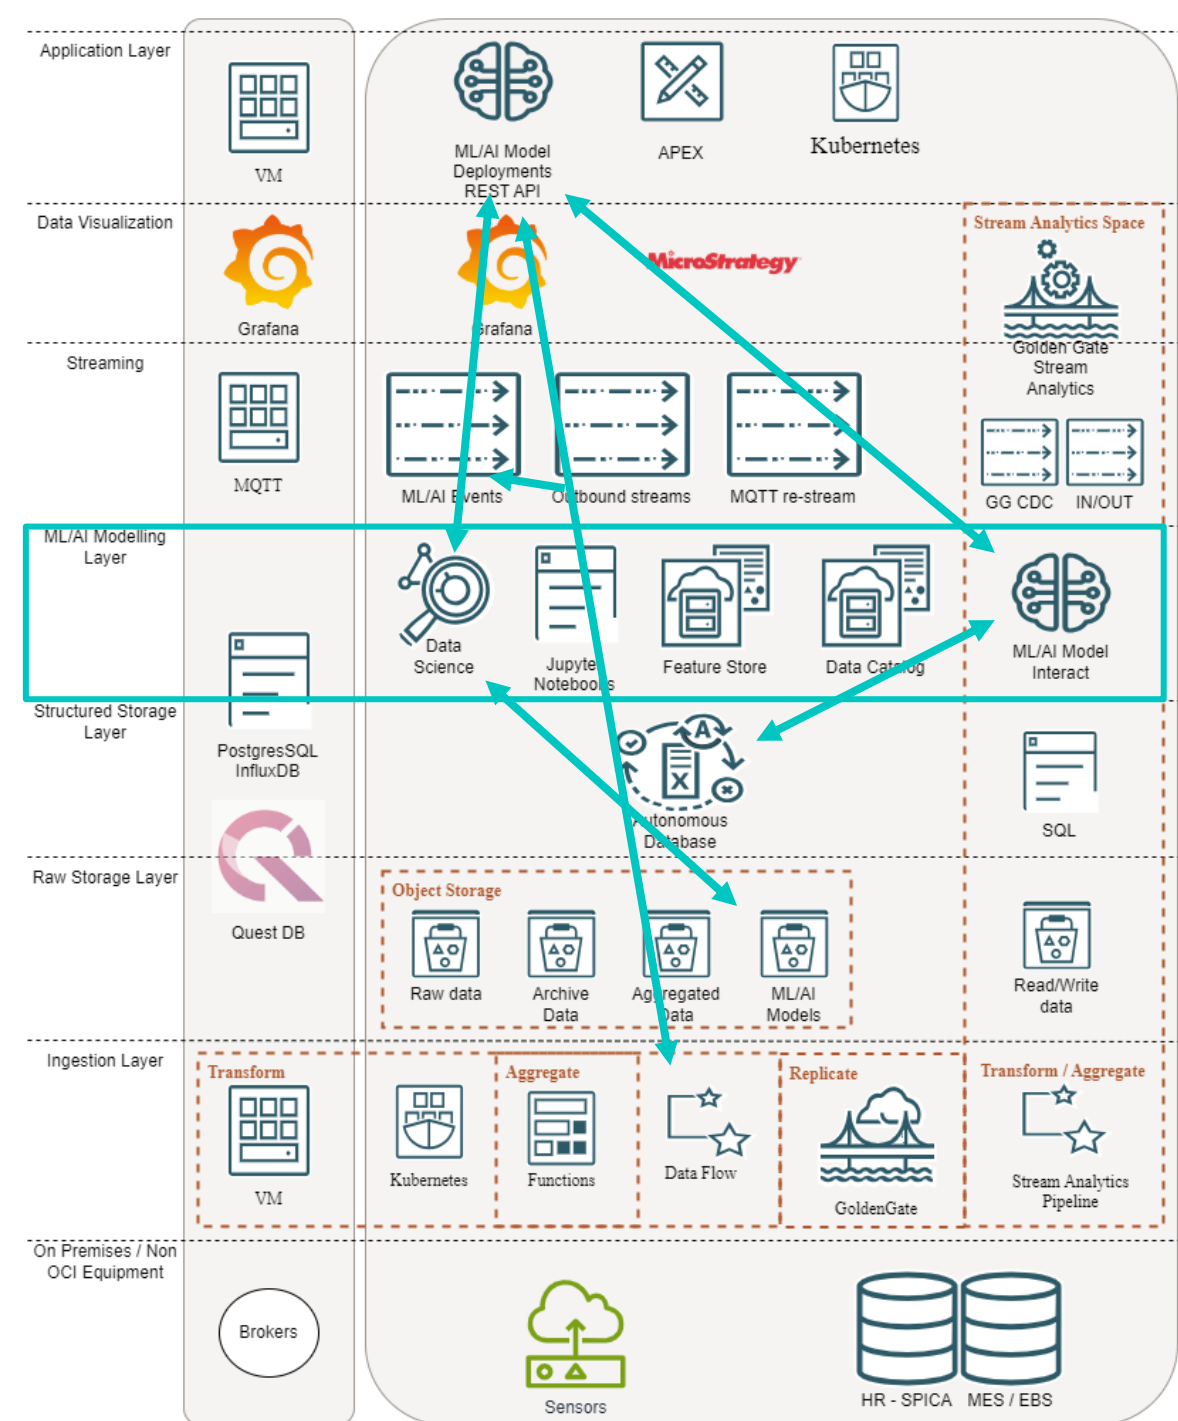 Application Layer
VM
ML/AI Model
Deployments
REST API
APEX
Kubernetes
Data Visualization
Grafana
Grafana
MicroStrategy
Stream Analytics Space
Golden Gate
Stream
Analytics
Streaming
MQTT
ML/AI Events
Outbound streams
MQTT re-stream
GG CDC
IN/OUT
ML/AI Modelling
Layer
Data
Science
Jupyter
Notebooks
Feature Store
Data Catalog
ML/AI Model
Interact
Structured Storage
Layer
PostgresSQL
InfluxDB
A
X
Autonomous
Database
SQL
Raw Storage Layer
Quest DB
Object Storage
Raw data
Archive
Data
Aggregated
Data
ML/AI
Models
Read/Write
data
Ingestion Layer
Transform
VM
Kubernetes
Aggregate
Functions
Data Flow
Replicate
GoldenGate
Transform / Aggregate
Stream Analytics
Pipeline
On Premises / Non
OCI Equipment
Brokers
Sensors
HR - SPICA
MES / EBS